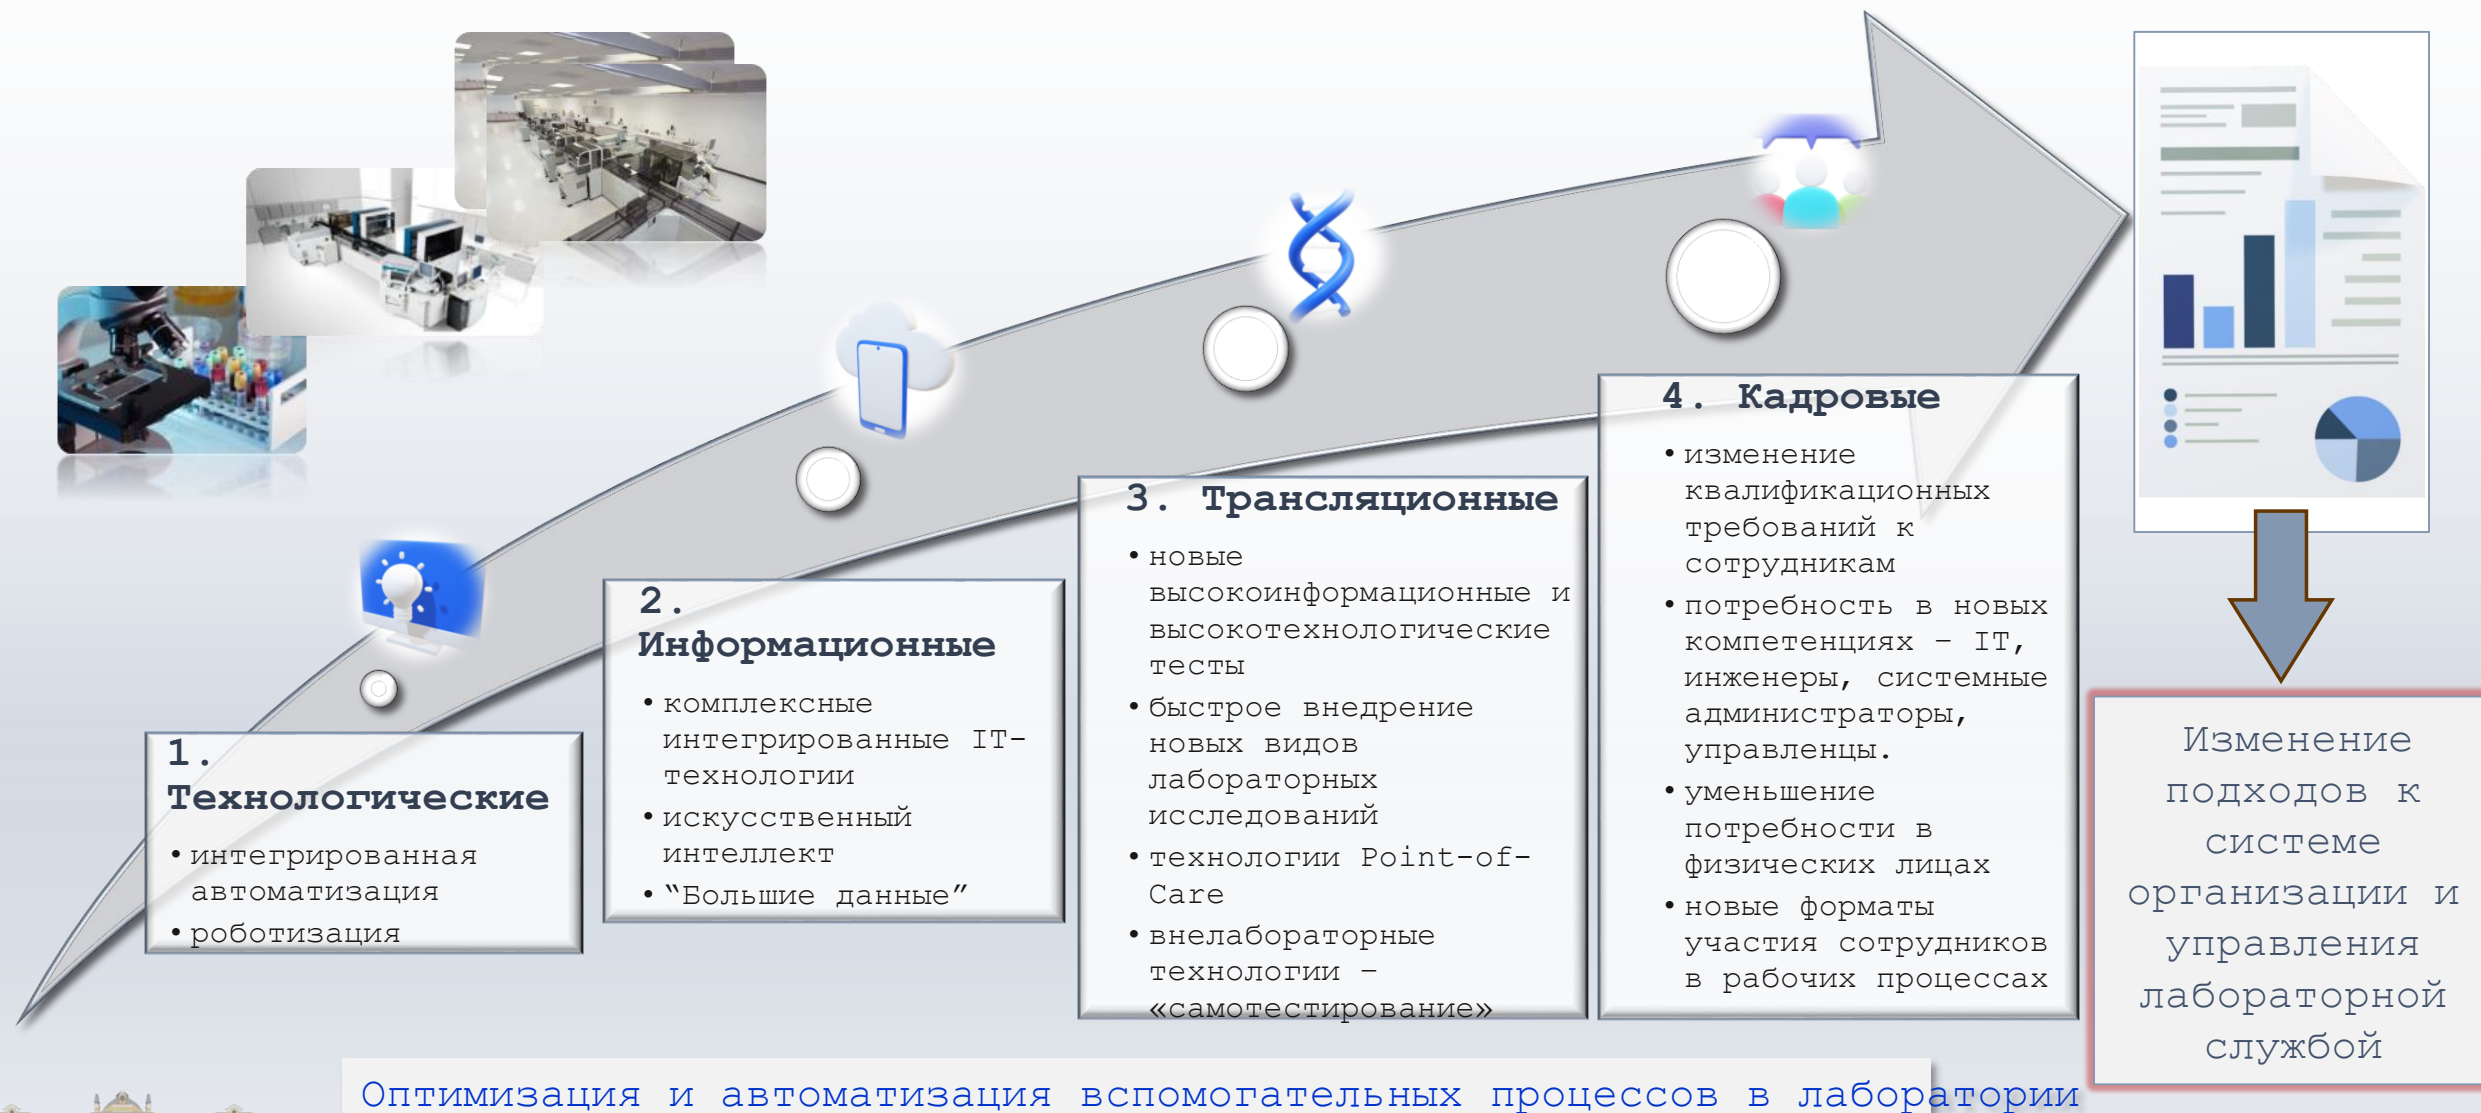 1.
Технологические
• интегрированная
автоматизация
• роботизация
2.
Информационные
• комплексные
интегрированные IT-
технологии
• искусственный
интеллект
• “Большие данные”
3. Трансляционные
• новые
высокоинформационные и
высокотехнологические
тесты
• быстрое внедрение
новых видов
лабораторных
исследований
• технологии Point-of-
Care
• внелабораторные
технологии –
«самотестирование»
4. Кадровые
• изменение
квалификационных
требований к
сотрудникам
• потребность в новых
компетенциях – IT,
инженеры, системные
администраторы,
управленцы.
• уменьшение
потребности в
физических лицах
• новые форматы
участия сотрудников
в рабочих процессах
Изменение
подходов к
системе
организации и
управления
лабораторной
службой
Оптимизация и автоматизация вспомогательных процессов в лаборатории